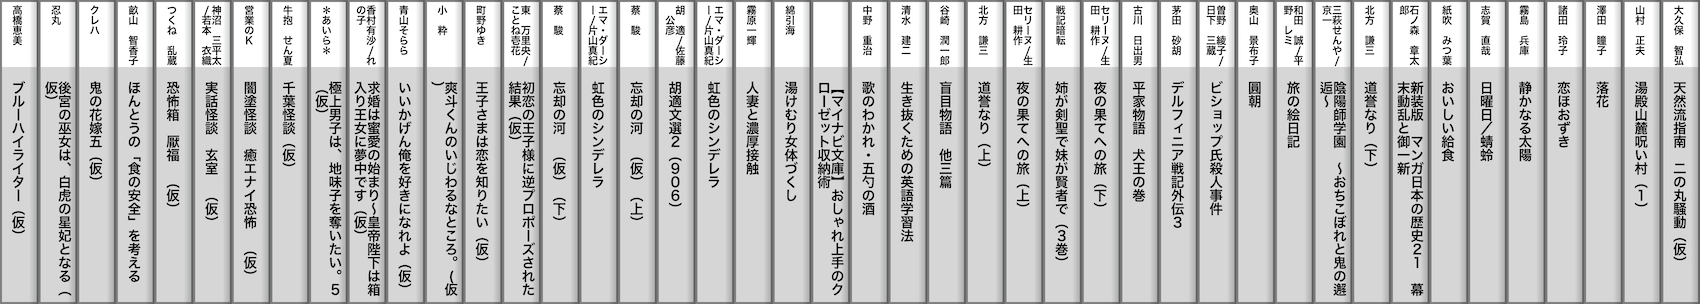 大久保 智弘
天然流指南 二の丸騒動（仮）
山村 正夫
湯殿山麓呪い村（1）
澤田 瞳子
落花
諸田 玲子
恋ほおずき
霧島 兵庫
静かなる太陽
志賀 直哉
日曜日／蜻蛉
紙吹 みつ葉
おいしい給食
石ノ森 章太
郎
新装版 マンガ日本の歴史２１ 幕
末動乱と御一新
北方 謙三
道誉なり（下）
三萩せんや/
京一
陰陽師学園 ～おちこぼれと鬼の邂
逅～
和田 誠/平
野レミ
旅の絵日記
奥山 景布子
圓朝
曽野 綾子/
日下 三蔵
ビショップ氏殺人事件
茅田 砂胡
デルフィニア戦記外伝３
古川 日出男
平家物語 犬王の巻
セリーヌ/生
田 耕作
夜の果てへの旅（下）
戦記暗転
姉が剣聖で妹が賢者で（３巻）
セリーヌ/生
田 耕作
夜の果てへの旅（上）
北方 謙三
道誉なり（上）
谷崎 潤一郎
盲目物語 他三篇
清水 建二
生き抜くための英語学習法
中野 重治
歌のわかれ・五勺の酒
【マイナビ文庫】おしゃれ上手のク
ローゼット収納術
綿引海
湯けむり女体づくし
霧原一輝
人妻と濃厚接触
エマ・ダーシ
ー/片山真紀
虹色のシンデレラ
胡 適/佐藤
公彦
胡適文選２（９０６）
蔡 駿
忘却の河 （仮）（上）
エマ・ダーシ
ー/片山真紀
虹色のシンデレラ
蔡 駿
忘却の河 （仮）（下）
東 万里央/
ことね壱花
初恋の王子様に逆プロポーズされた
結果（仮）
町野ゆき
王子さまは恋を知りたい（仮）
小 粋
爽斗くんのいじわるなところ。（仮
）
青山そらら
いいかげん俺を好きになれよ（仮）
香村有沙/れ
の子
求婚は蜜愛の始まり～皇帝陛下は箱
入り王女に夢中です（仮）
＊あいら＊
極上男子は、地味子を奪いたい。５
（仮）
牛抱 せん夏
千葉怪談（仮）
営業のＫ
闇塗怪談 癒エナイ恐怖 （仮）
神沼 三平太
/若本 衣織
実話怪談 玄室 （仮）
つくね 乱蔵
恐怖箱 厭福 （仮）
畝山 智香子
ほんとうの「食の安全」を考える
クレハ
鬼の花嫁五（仮）
忍丸
後宮の巫女は、白虎の星妃となる（
仮）
高橋恵美
ブルーハイライター（仮）